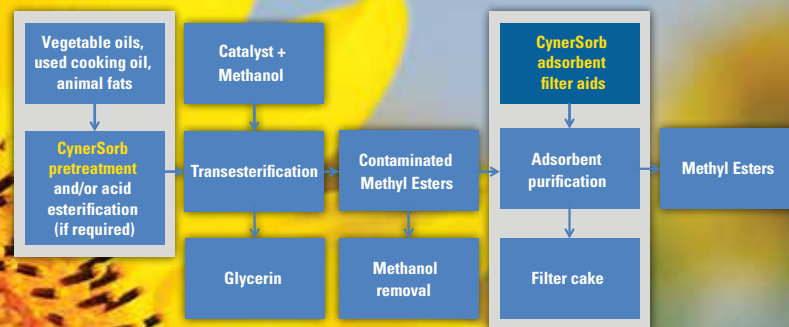 Vegetable oils,
used cooking oil,
animal fats
CynerSorb
pretreatment
and/or acid
esterification
(if required)
Catalyst +
Methanol
Transesterification
Glycerin
Contaminated
Methyl Esters
Methanol
removal
CynerSorb
adsorbent
filter aids
Adsorbent
purification
Filter cake
Methyl Esters